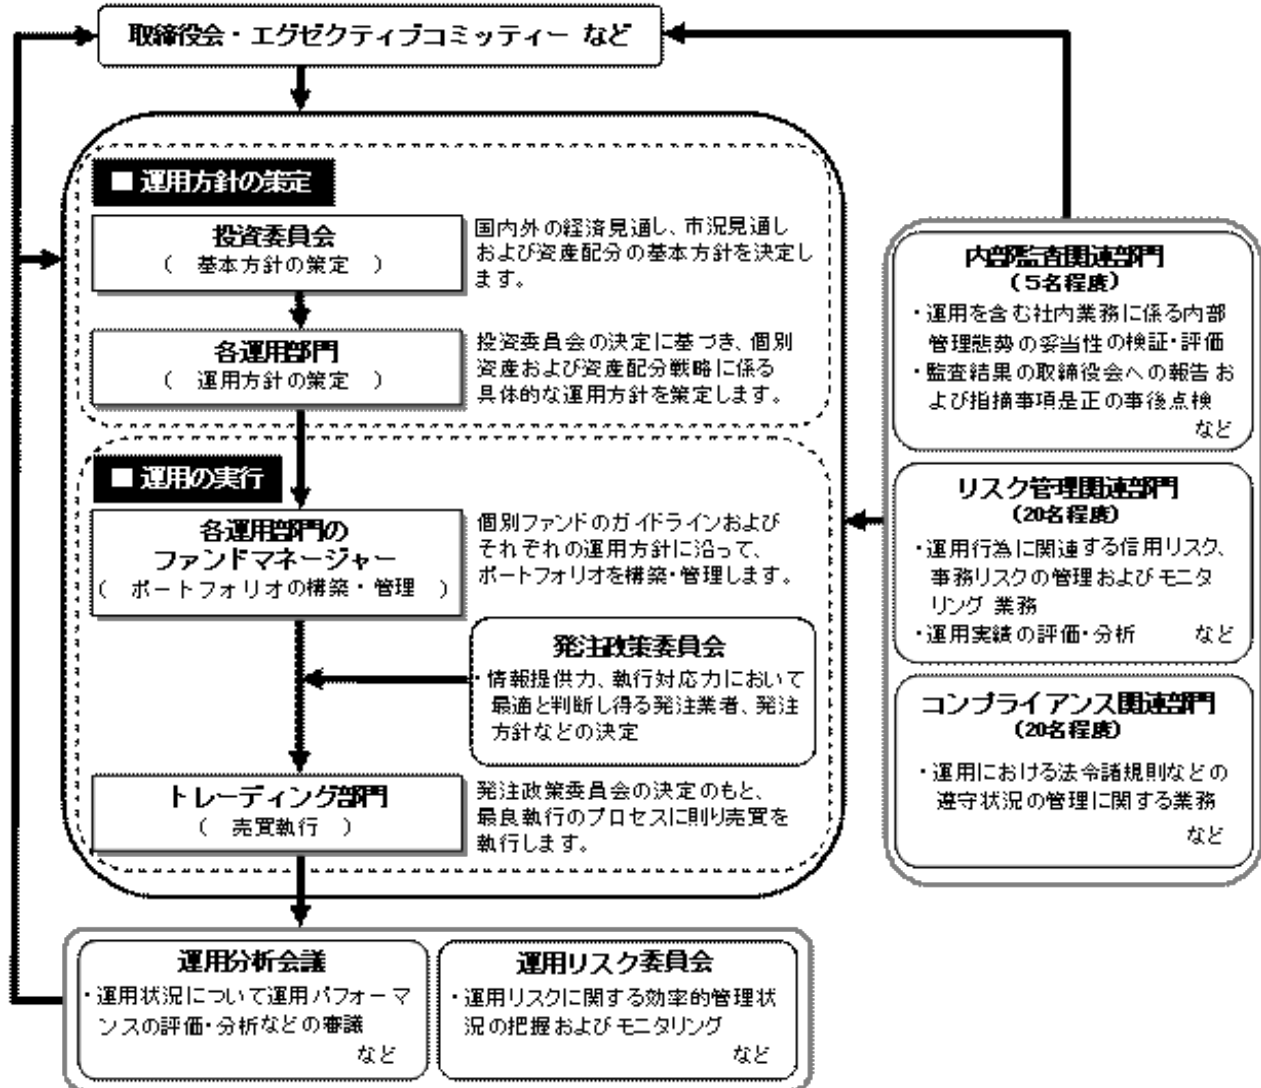 取締役会・エグゼクティブコミッティー など
■ 運用方針の策定
投資委員会
( 基本方針の策定 )
国内外の経済見通し、市況見通し
および資産配分の基本方針を決定し
ます。
各運用部門
( 運用方針の策定 )
投資委員会の決定に基づき、個別
資産および資産配分戦略に係る
具体的な運用方針を策定します。
■ 運用の実行
各運用部門の
ファンドマネージャー
( ポートフォリオの構築・管理 )
個別ファンドのガイドラインおよび
それぞれの運用方針に沿って、
ポートフォリオを構築・管理します。
発注政策委員会
・情報提供力、執行対応力において
最適と判断し得る発注業者、発注
方針などの決定
トレーディング部門
( 売買執行 )
発注政策委員会の決定のもと、
最良執行のプロセスに則り売買を
執行します。
内部監査関連部門
(5名程度)
・運用を含む社内業務に係る内部
管理態勢の妥当性の検証・評価
・監査結果の取締役会への報告お
よび指摘事項是正の事後点検
など
リスク管理関連部門
(20名程度)
・運用行為に関連する信用リスク、
事務リスクの管理およびモニタ
リング 業務
・運用実績の評価・分析 など
コンプライアンス関連部門
(20名程度)
・運用における法令諸規則などの
遵守状況の管理に関する業務
など
運用分析会議
・運用状況について運用パフォーマ
ンスの評価・分析などの審議
など
運用リスク委員会
・運用リスクに関する効率的管理状
況の把握およびモニタリング
など